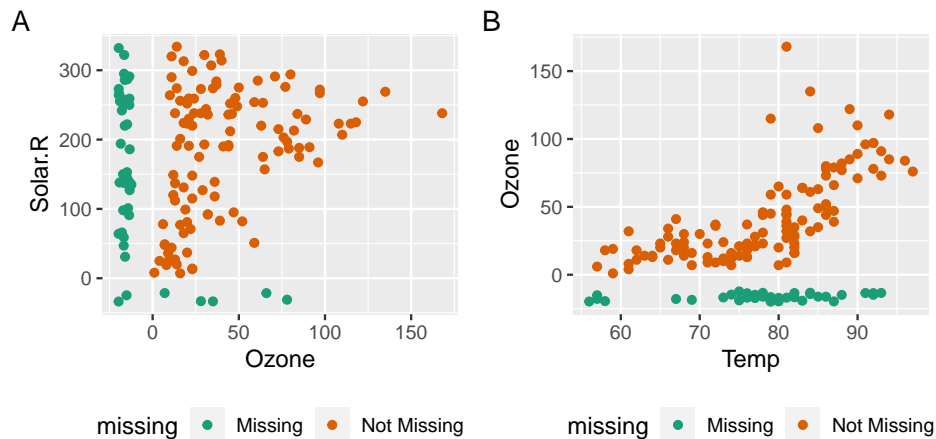 A
Solar.R
300
200
100
0
0 50 100 150
Ozone
missing Missing Not Missing
B
Ozone
150
100
50
0
60 70 80 90
Temp
missing Missing Not Missing